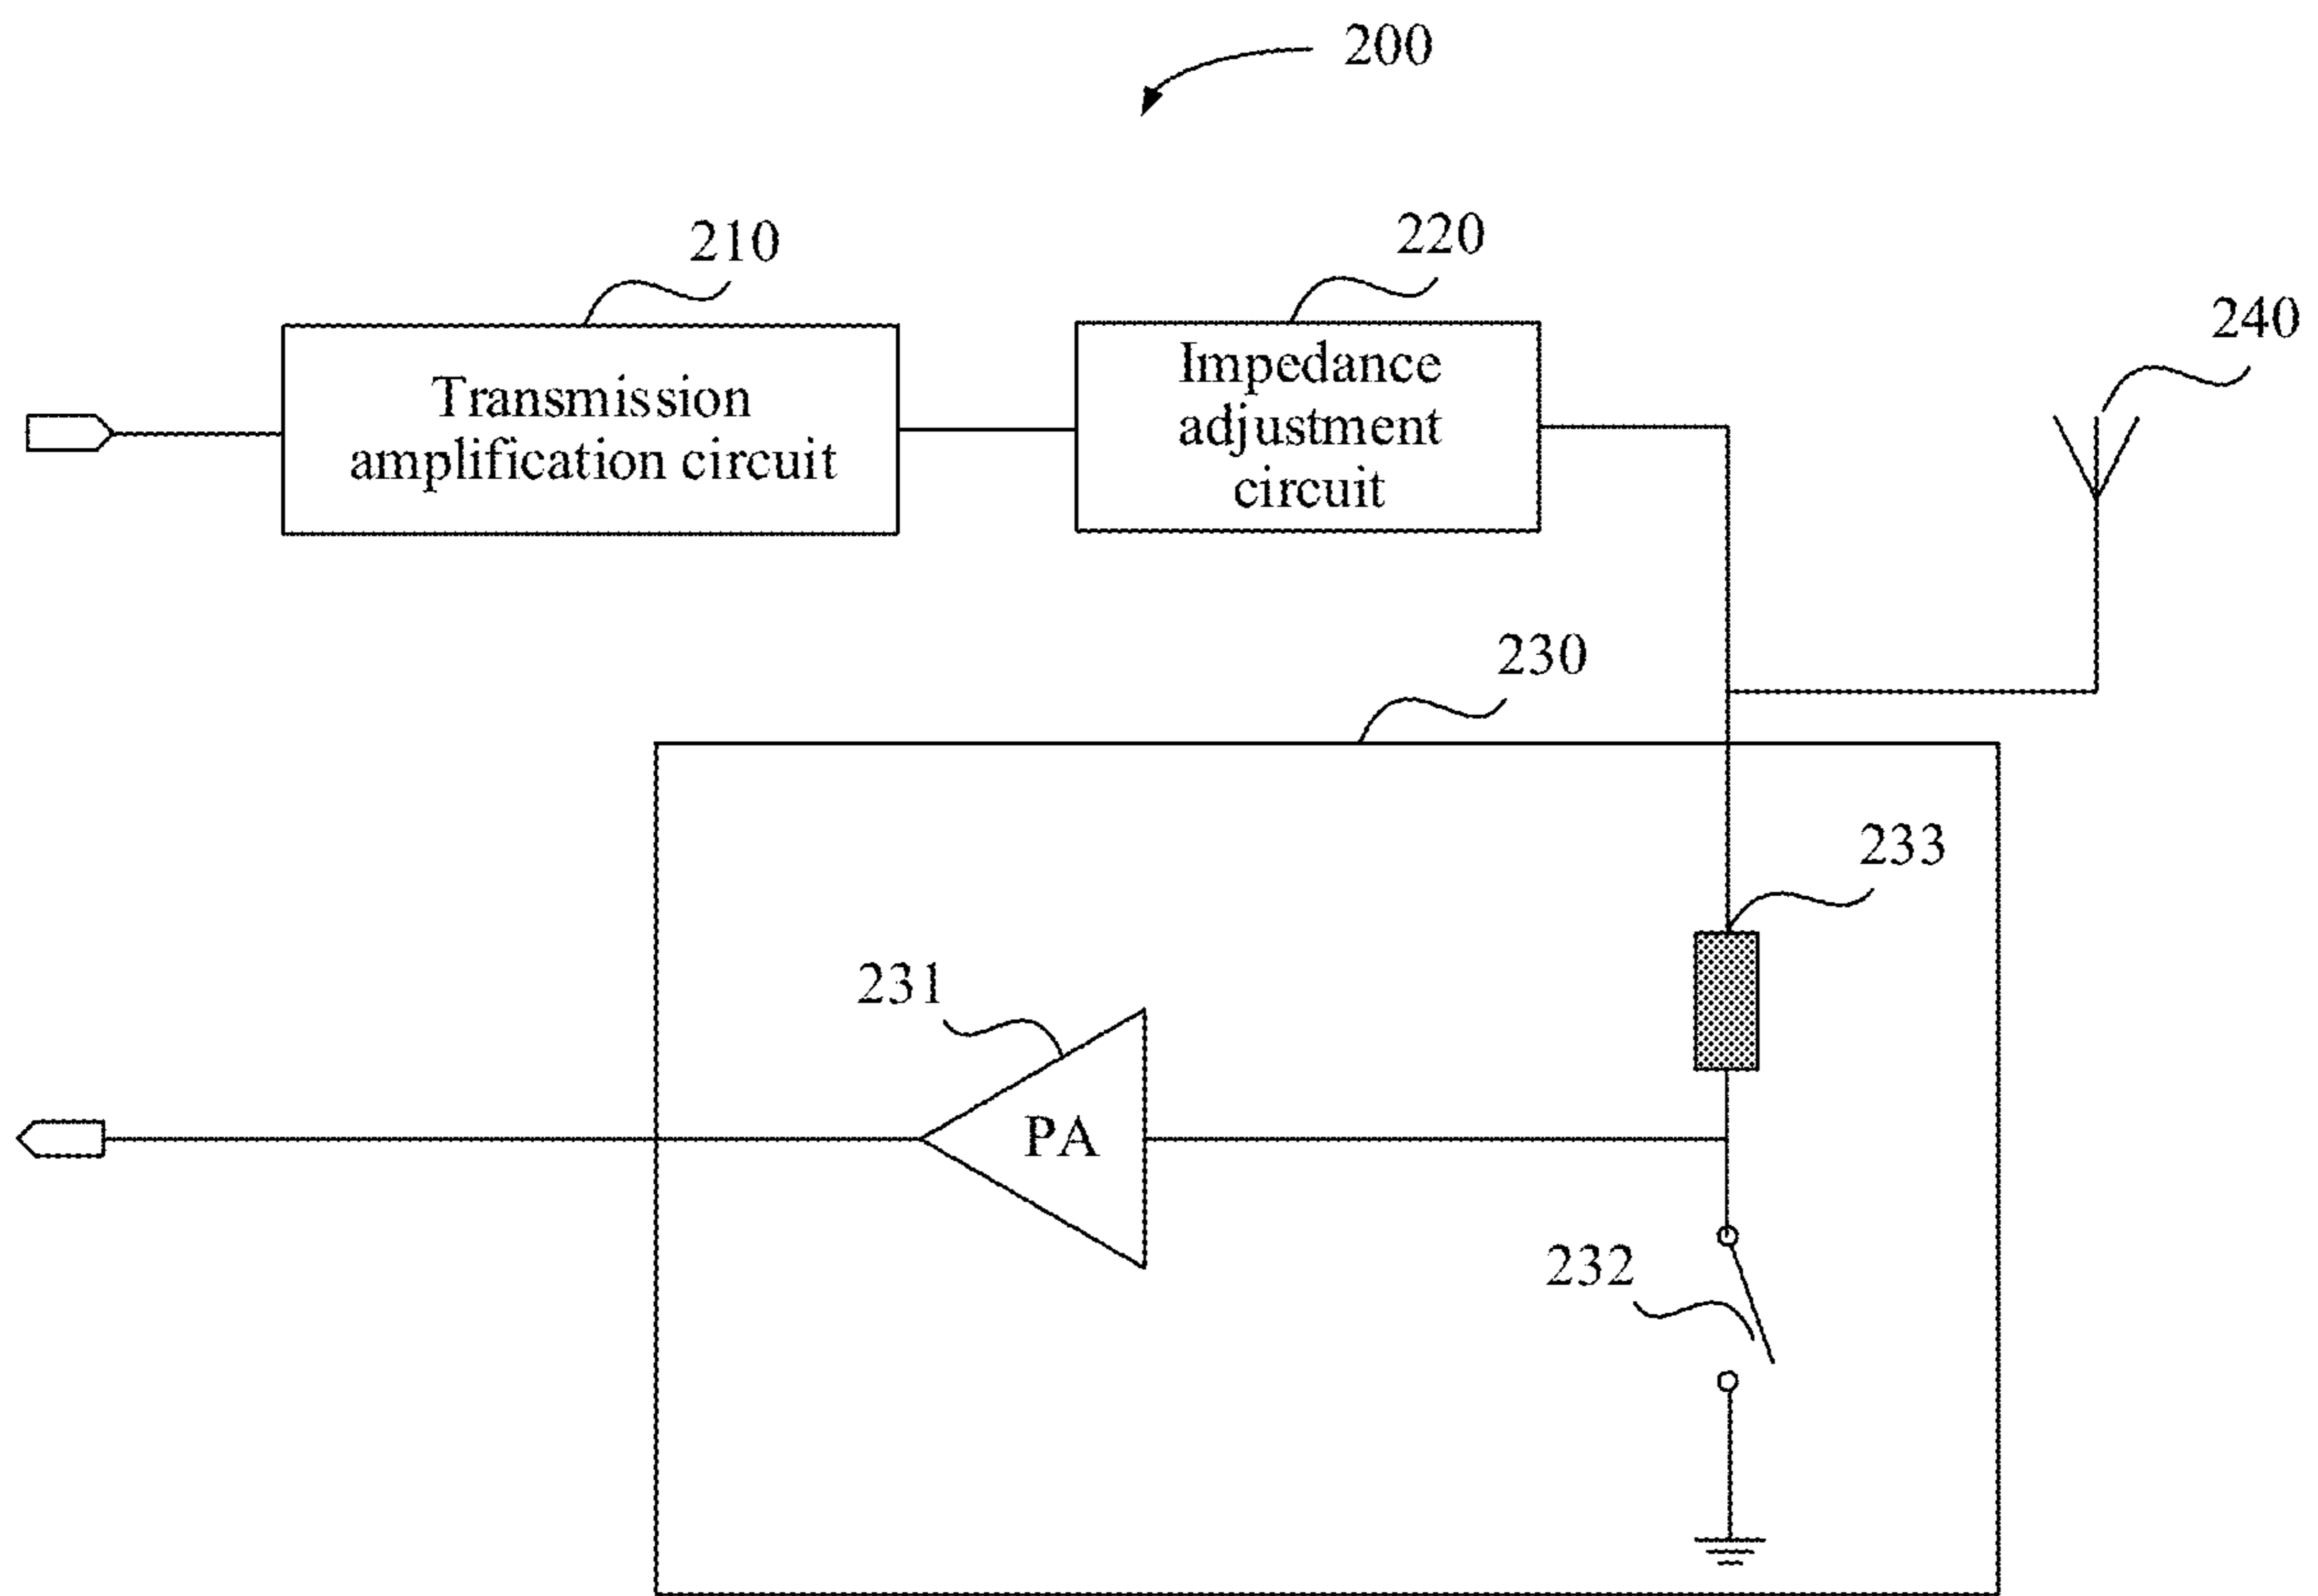 200
210
220
240
Transmission
amplification circuit
Impedance
adjustment
circuit
230
233
231
PA
232